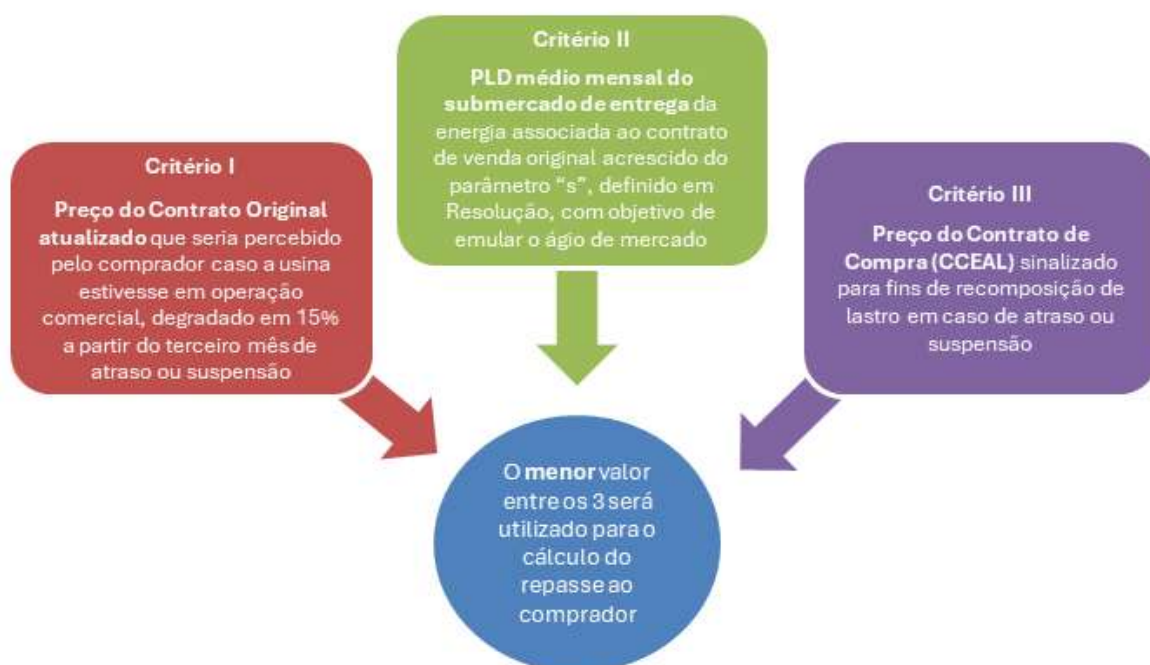 Critério I
Preço do Contrato Original
atualizado que seria percebido
pelo comprador caso a usina
estivesse em operação
comercial, degradado em 15%
a partir do terceiro mês de
atraso ou suspensão
Critério II
PLD médio mensal do
submercado de entrega da
energia associada ao contrato
de venda original acrescido do
parâmetro “s”, definido em
Resolução, com objetivo de
emular o ágio de mercado
Critério III
Preço do Contrato de
Compra (CCEAL) sinalizado
para fins de recomposição de
lastro em caso de atraso ou
suspensão
O menor valor
entre os 3 será
utilizado para o
cálculo do
repasse ao
comprador